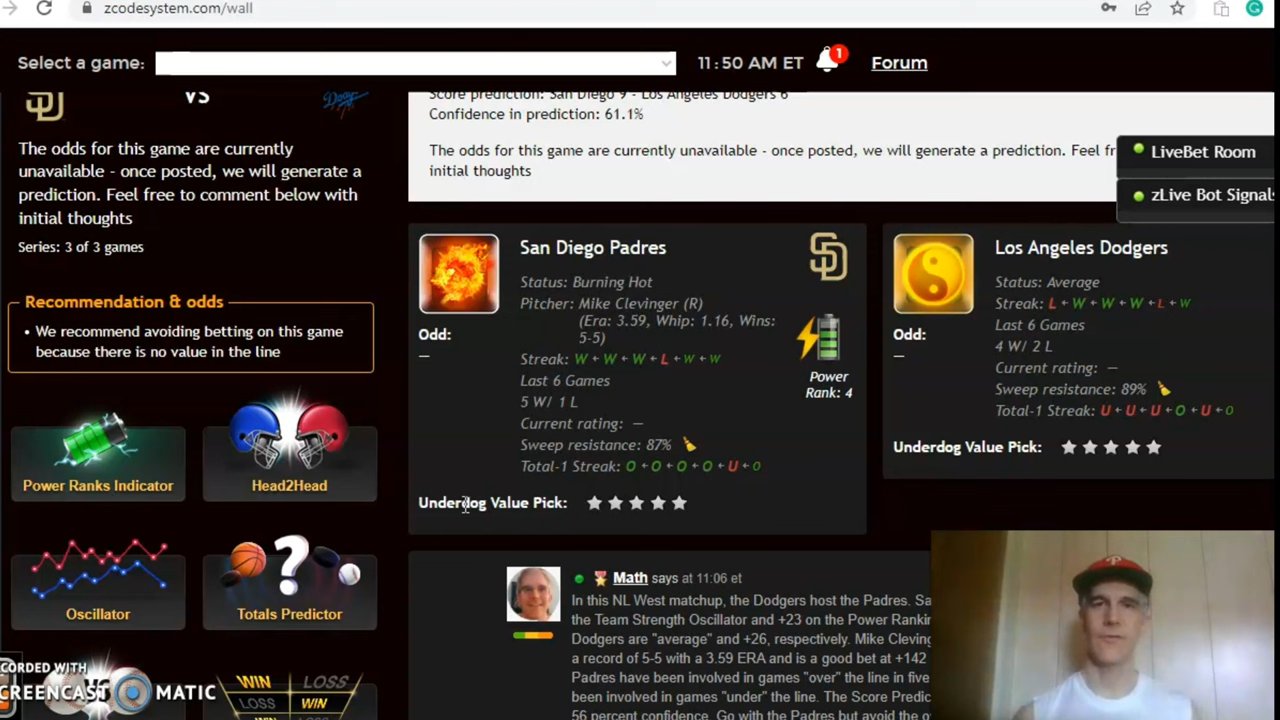 zcodesystem.com/wall
Select a game:
11:50 AM ET
1
Forum
SD
VS
Dodgers
The odds for this game are currently
unavailable - once posted, we will generate a
prediction. Feel free to comment below with
initial thoughts
Series: 3 of 3 games
Recommendation & odds
• We recommend avoiding betting on this game
because there is no value in the line
Power Ranks Indicator
Head2Head
Oscillator
Totals Predictor
WIN LOSS
LOSS WIN
WIN
CORDED WITH
SCREENCAST MATIC
Score prediction: San Diego 9 - Los Angeles Dodgers 6
Confidence in prediction: 61.1%
The odds for this game are currently unavailable - once posted, we will generate a prediction. Feel fr
initial thoughts
LiveBet Room
zLive Bot Signals
San Diego Padres
SD
Status: Burning Hot
Pitcher: Mike Clevinger (R)
(Era: 3.59, Whip: 1.16, Wins:
5-5)
Odd:
—
Streak: W W W L W W
Last 6 Games
5 W/ 1 L
Current rating: —
Sweep resistance: 87%
Total-1 Streak: O O O O U O
Power
Rank: 4
Underdog Value Pick:
Los Angeles Dodgers
Status: Average
Streak: L W W W L W
Last 6 Games
4 W/ 2 L
Odd:
—
Current rating: —
Sweep resistance: 89%
Total-1 Streak: U U U O U O
Underdog Value Pick:
Math says at 11:06 et
In this NL West matchup, the Dodgers host the Padres. Sa
the Team Strength Oscillator and +23 on the Power Rankin
Dodgers are "average" and +26, respectively. Mike Cleving
a record of 5-5 with a 3.59 ERA and is a good bet at +142
Padres have been involved in games "over" the line in five
been involved in games "under" the line. The Score Predic
56 percent confidence. Go with the Padres but avoid the o
P